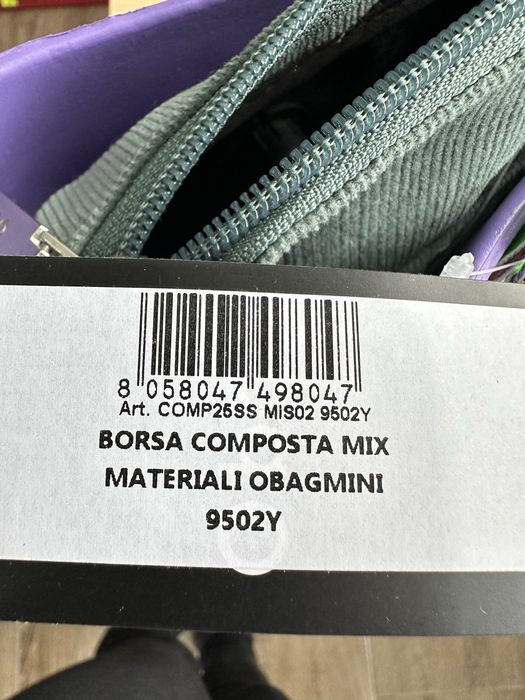 8 058047 498047
Art. COMP25SS MIS02 9502Y
BORSA COMPOSTA MIX
MATERIALI OBAGMINI
9502Y